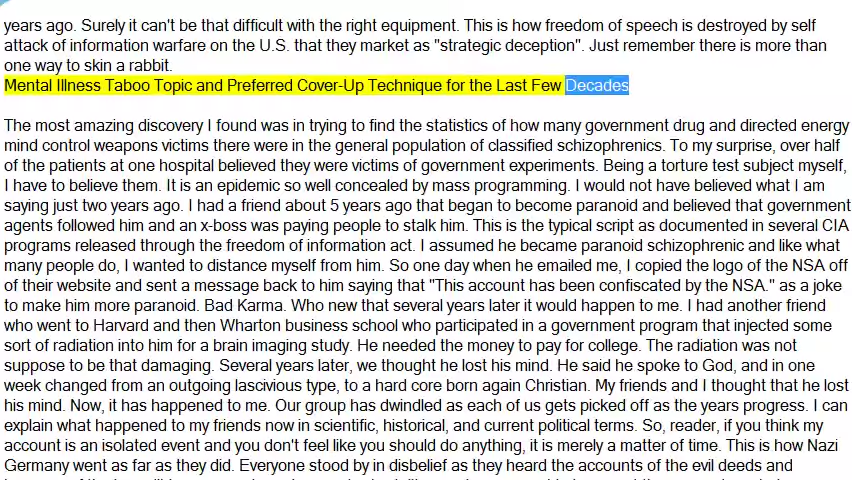 years ago. Surely it can't be that difficult with the right equipment. This is how freedom of speech is destroyed by self
attack of information warfare on the U.S. that they market as "strategic deception". Just remember there is more than
one way to skin a rabbit.
Mental Illness Taboo Topic and Preferred Cover-Up Technique for the Last Few Decades
The most amazing discovery I found was in trying to find the statistics of how many government drug and directed energy
mind control weapons victims there were in the general population of classified schizophrenics. To my surprise, over half
of the patients at one hospital believed they were victims of government experiments. Being a torture test subject myself,
I have to believe them. It is an epidemic so well concealed by mass programming. I would not have believed what I am
saying just two years ago. I had a friend about 5 years ago that began to become paranoid and believed that government
agents followed him and an x-boss was paying people to stalk him. This is the typical script as documented in several CIA
programs released through the freedom of information act. I assumed he became paranoid schizophrenic and like what
many people do, I wanted to distance myself from him. So one day when he emailed me, I copied the logo of the NSA off
of their website and sent a message back to him saying that "This account has been confiscated by the NSA." as a joke
to make him more paranoid. Bad Karma. Who new that several years later it would happen to me. I had another friend
who went to Harvard and then Wharton business school who participated in a government program that injected some
sort of radiation into him for a brain imaging study. He needed the money to pay for college. The radiation was not
suppose to be that damaging. Several years later, we thought he lost his mind. He said he spoke to God, and in one
week changed from an outgoing lascivious type, to a hard core born again Christian. My friends and I thought that he lost
his mind. Now, it has happened to me. Our group has dwindled as each of us gets picked off as the years progress. I can
explain what happened to my friends now in scientific, historical, and current political terms. So, reader, if you think my
account is an isolated event and you don't feel like you should do anything, it is merely a matter of time. This is how Nazi
Germany went as far as they did. Everyone stood by in disbelief as they heard the accounts of the evil deeds and